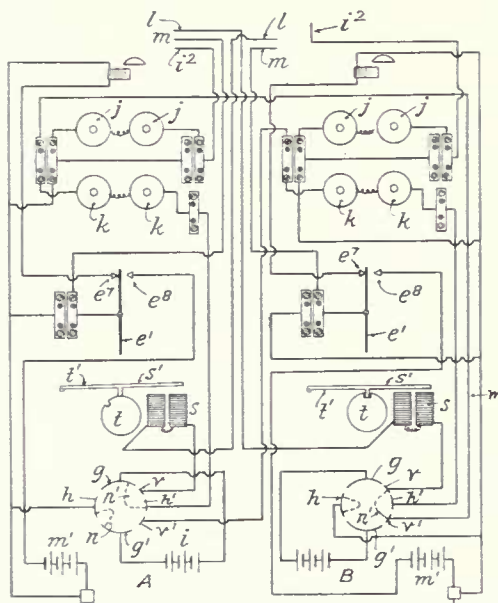 l
m
i²
l
m
i²
j
j
k
k
j
j
k
k
e⁷
e⁸
e'
e⁷
e⁸
e'
t'
s'
t
s
t'
s'
t
s
m
g
v
h
n'
h'
n
v'
g'
i
m'
A
g
v
h
n'
h'
v'
g'
m'
B